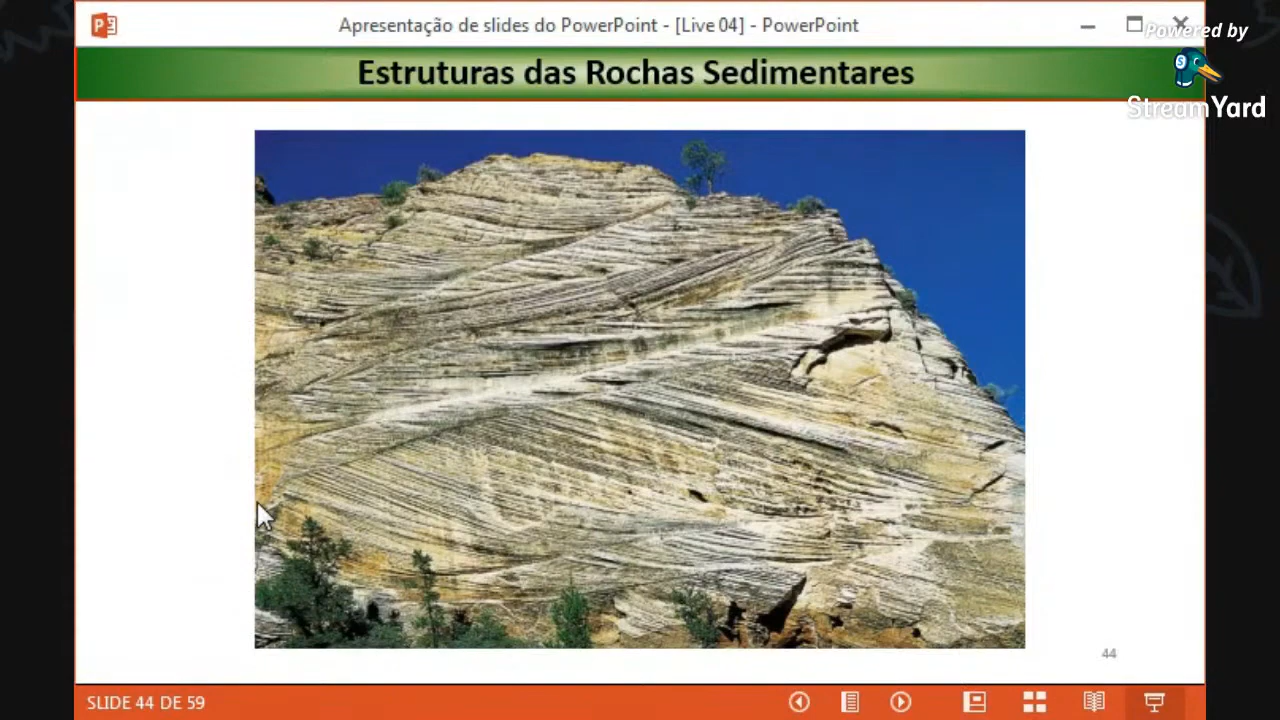 Apresentação de slides do PowerPoint - [Live 04] - PowerPoint
Powered by
StreamYard
Estruturas das Rochas Sedimentares
44
SLIDE 44 DE 59